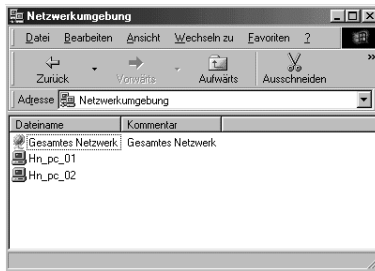 Netzwerkumgebung
Datei Bearbeiten Ansicht Wechseln zu Favoriten ?
Zurück Vorwärts Aufwärts Ausschneiden »
Adresse Netzwerkumgebung
Dateiname Kommentar
Gesamtes Netzwerk Gesamtes Netzwerk
Hn_pc_01
Hn_pc_02